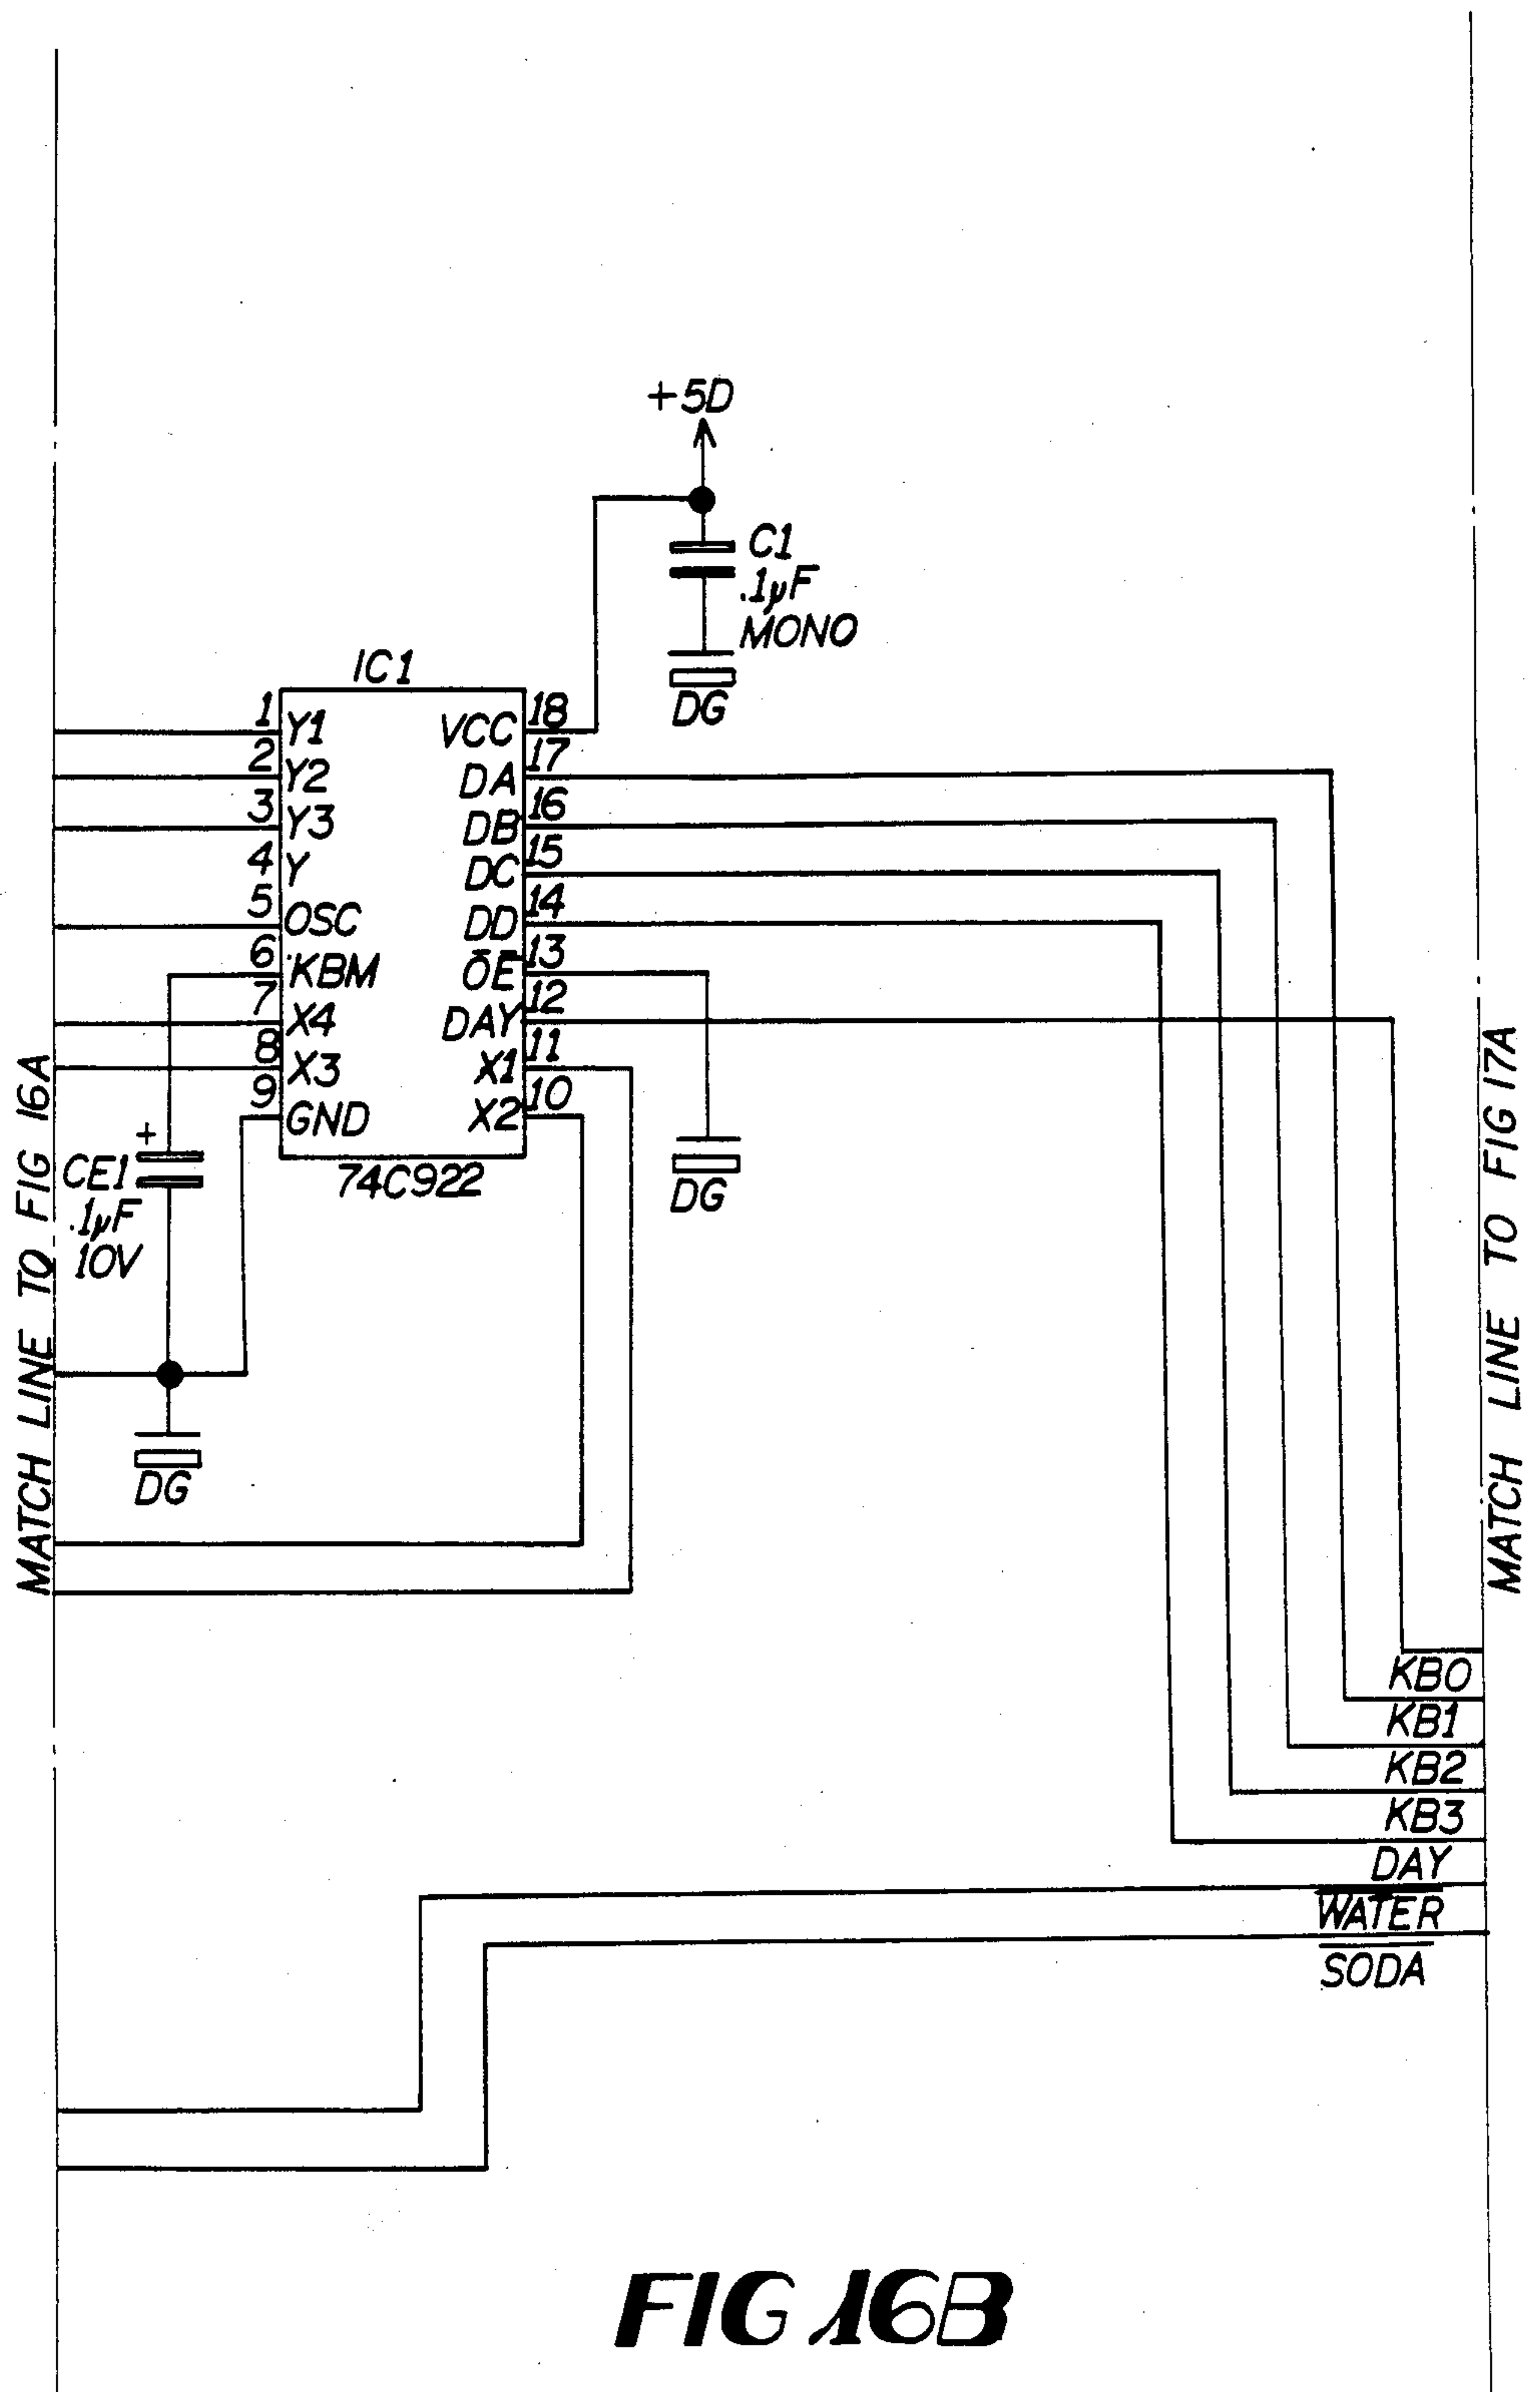 +5D
C1
.1µF
MONO
DG
IC1
1 Y1
2 Y2
3 Y3
4 Y
5 OSC
6 KBM
7 X4
8 X3
9 GND
VCC 18
DA 17
DB 16
DC 15
DD 14
O̅E̅ 13
DAY 12
X1 11
X2 10
74C922
+
CE1
.1µF
10V
DG
DG
MATCH LINE TO FIG 16A
MATCH LINE TO FIG 17A
KB0
KB1
KB2
KB3
DAY
W̅A̅T̅E̅R̅
S̅O̅D̅A̅
FIG 16B